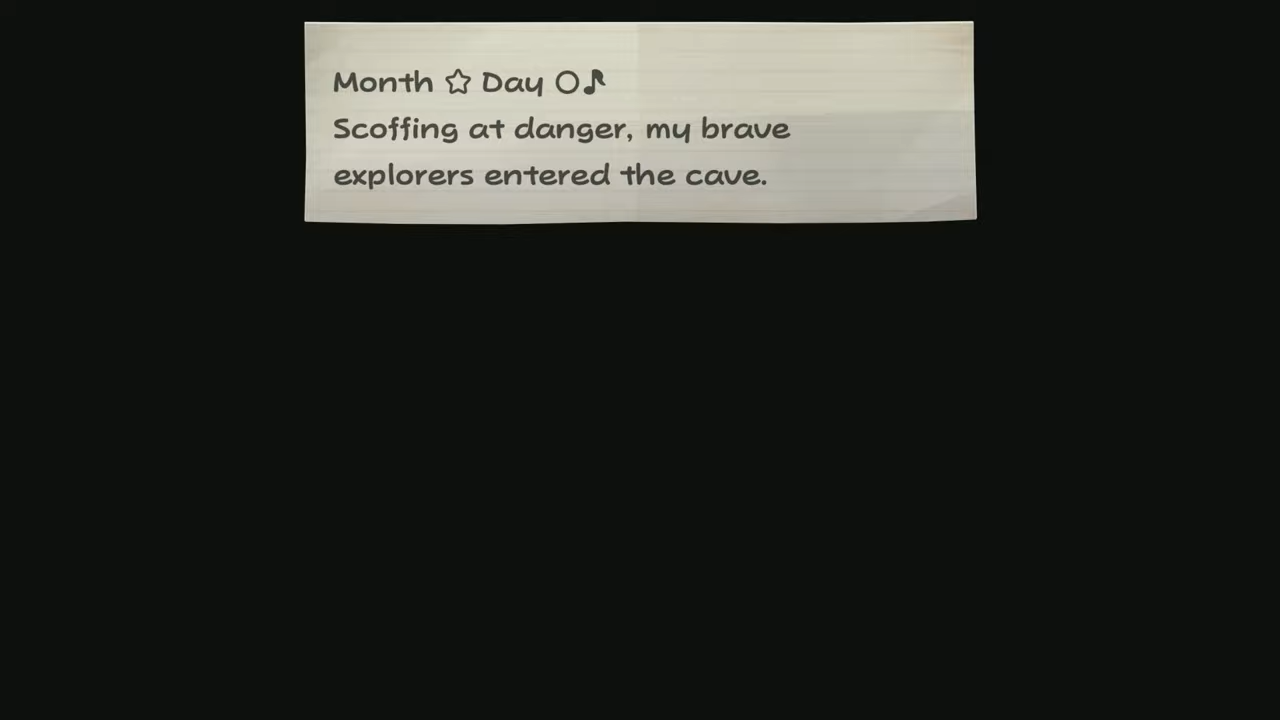 Month ☆ Day ○♪
Scoffing at danger, my brave
explorers entered the cave.